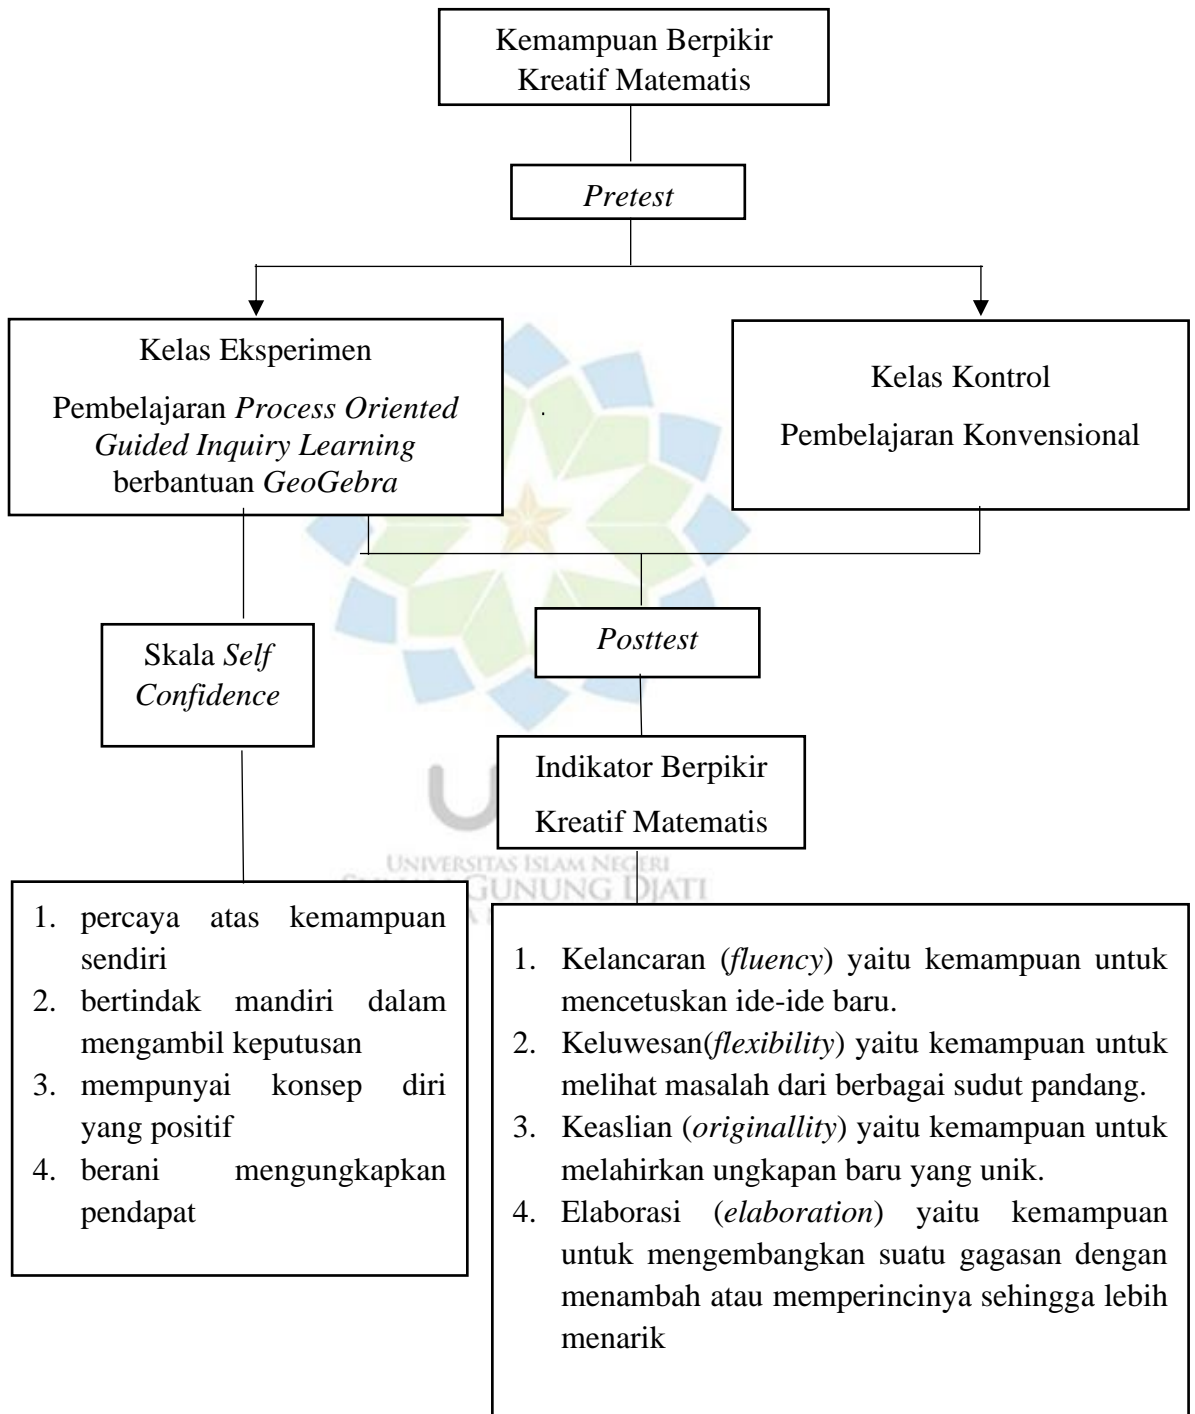 Kemampuan Berpikir
Kreatif Matematis
Pretest
Kelas Eksperimen
Pembelajaran Process Oriented
Guided Inquiry Learning
berbantuan GeoGebra
Kelas Kontrol
Pembelajaran Konvensional
Skala Self
Confidence
Posttest
Indikator Berpikir
Kreatif Matematis
UNIVERSITAS ISLAM NEGERI
GUNUNG DJATI
1. percaya atas kemampuan
sendiri
2. bertindak mandiri dalam
mengambil keputusan
3. mempunyai konsep diri
yang positif
4. berani mengungkapkan
pendapat
1. Kelancaran (fluency) yaitu kemampuan untuk
mencetuskan ide-ide baru.
2. Keluwesan(flexibility) yaitu kemampuan untuk
melihat masalah dari berbagai sudut pandang.
3. Keaslian (originallity) yaitu kemampuan untuk
melahirkan ungkapan baru yang unik.
4. Elaborasi (elaboration) yaitu kemampuan
untuk mengembangkan suatu gagasan dengan
menambah atau memperincinya sehingga lebih
menarik